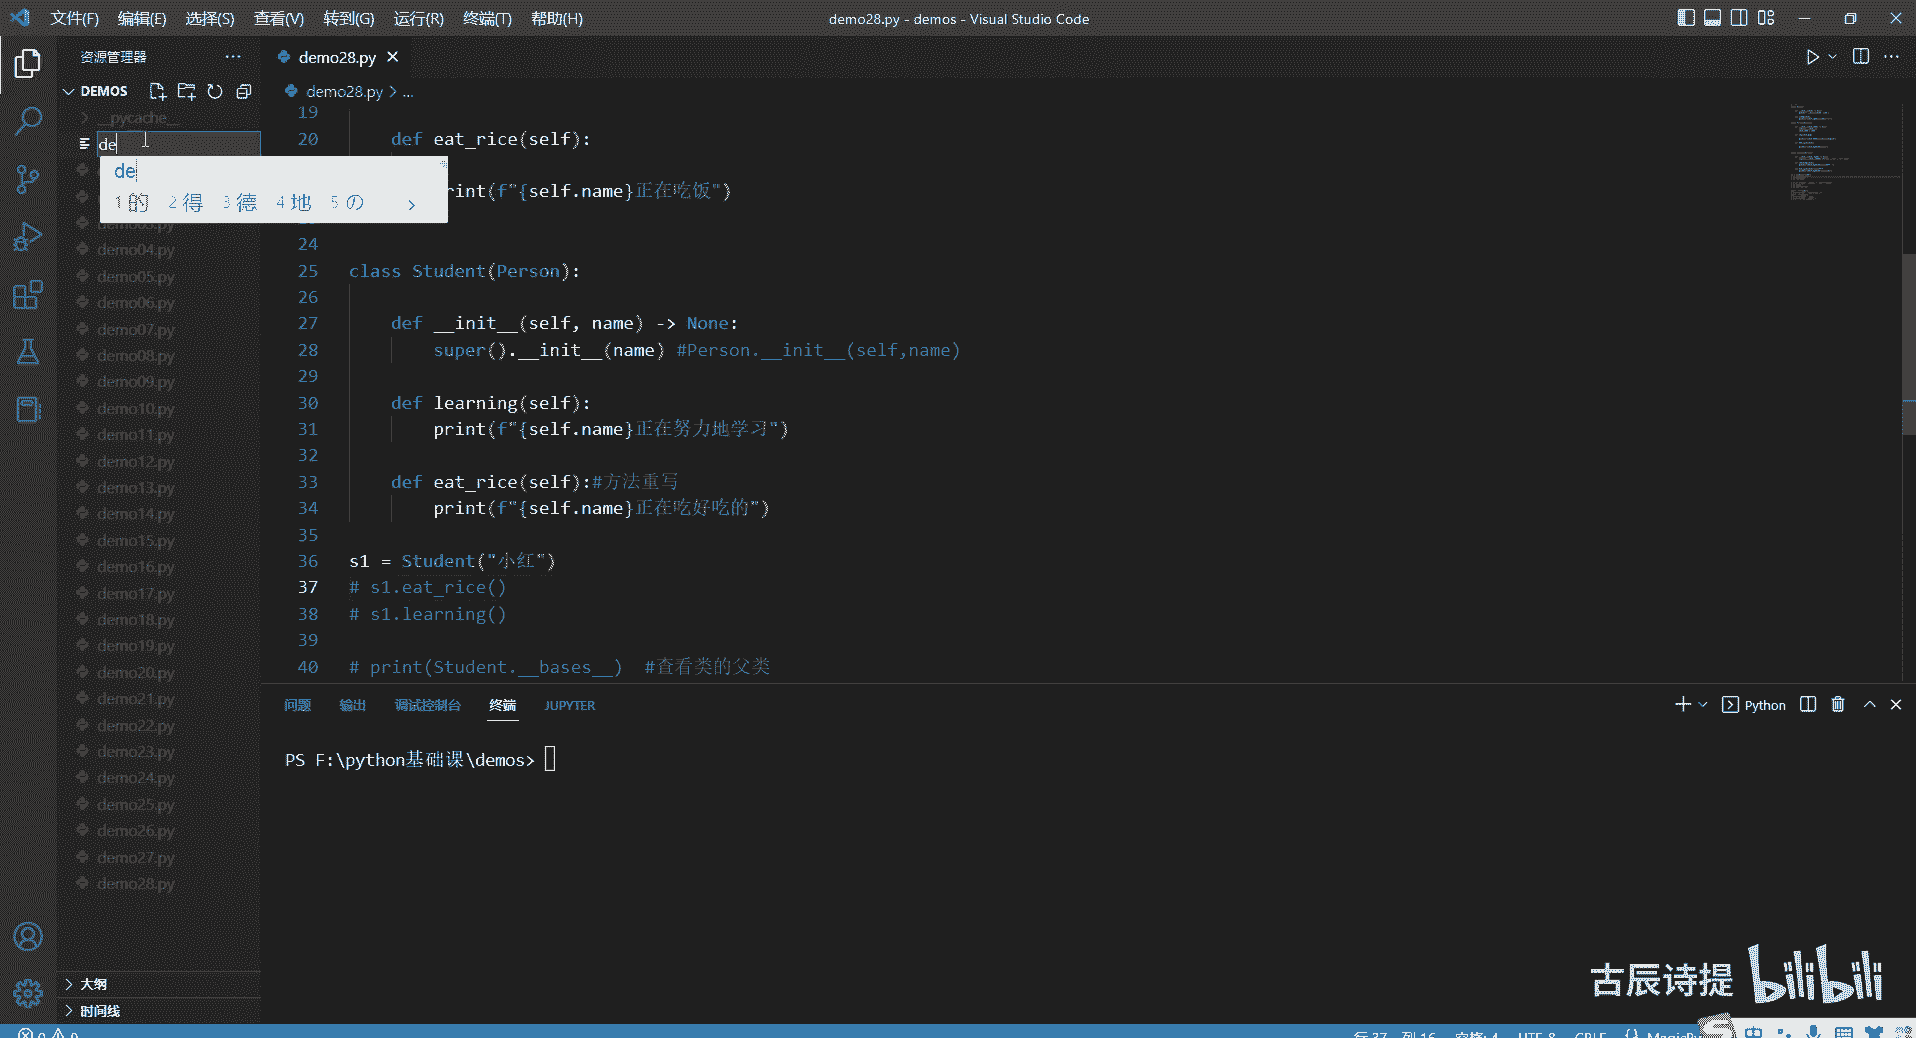 文件(F) 编辑(E) 选择(S) 查看(V) 转到(G) 运行(R) 终端(T) 帮助(H) demo28.py - demos - Visual Studio Code
资源管理器
demo28.py
DEMOS
demo28.py > ...
__pycache__
de
de
1 的 2 得 3 德 4 地 5 の
demo04.py
demo05.py
demo06.py
demo07.py
demo08.py
demo09.py
demo10.py
demo11.py
demo12.py
demo13.py
demo14.py
demo15.py
demo16.py
demo17.py
demo18.py
demo19.py
demo20.py
demo21.py
demo22.py
demo23.py
demo24.py
demo25.py
demo26.py
demo27.py
demo28.py
大纲
时间线
19
20 def eat_rice(self):
rint(f"{self.name}正在吃饭")
24
25 class Student(Person):
26
27 def __init__(self, name) -> None:
28 super().__init__(name) #Person.__init__(self,name)
29
30 def learning(self):
31 print(f"{self.name}正在努力地学习")
32
33 def eat_rice(self):#方法重写
34 print(f"{self.name}正在吃好吃的")
35
36 s1 = Student("小红")
37 # s1.eat_rice()
38 # s1.learning()
39
40 # print(Student.__bases__) #查看类的父类
问题 输出 调试控制台 终端 JUPYTER
Python
PS F:\python基础课\demos>
古辰诗提 bilibili
行 37, 列 16 空格: 4 UTF-8 CRLF